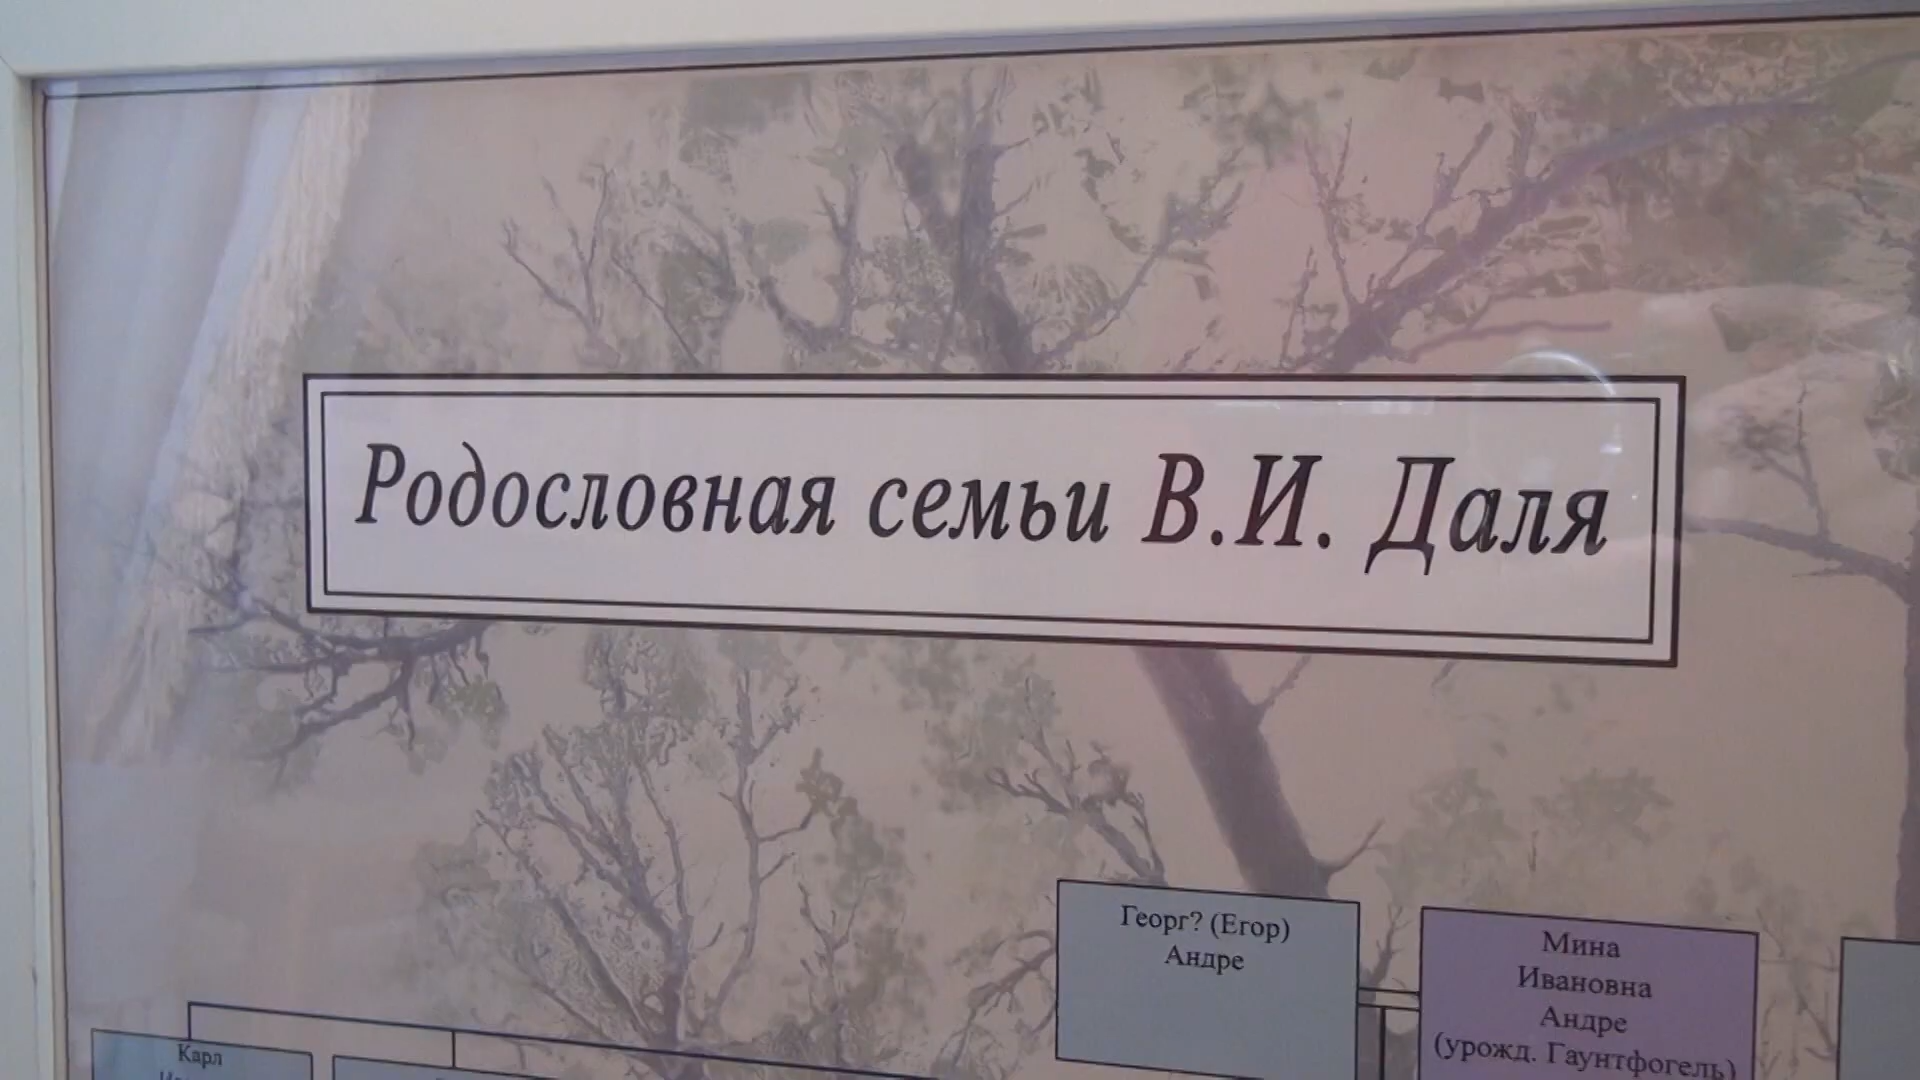 Родословная семьи В.И. Даля
Георг? (Егор)
Андре
Мина
Ивановна
Андре
(урожд. Гаунтфогель)
Карл